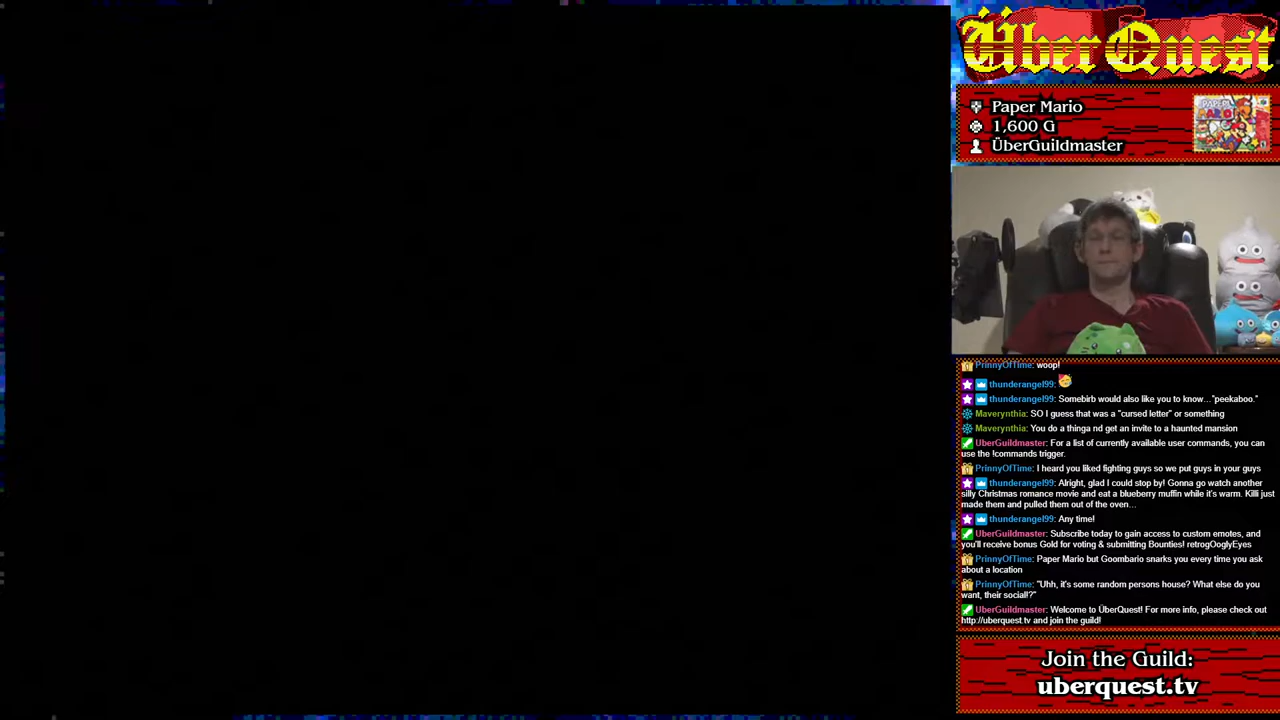 Über Quest
Paper Mario
1,600 G
ÜberGuildmaster
PAPER
MARIO
PrinnyOfTime: woop!
thunderangel99:
thunderangel99: Somebirb would also like you to know..."peekaboo."
Maverynthia: SO I guess that was a "cursed letter" or something
Maverynthia: You do a thinga nd get an invite to a haunted mansion
UberGuildmaster: For a list of currently available user commands, you can
use the !commands trigger.
PrinnyOfTime: I heard you liked fighting guys so we put guys in your guys
thunderangel99: Alright, glad I could stop by! Gonna go watch another
silly Christmas romance movie and eat a blueberry muffin while it's warm. Killi just
made them and pulled them out of the oven...
thunderangel99: Any time!
UberGuildmaster: Subscribe today to gain access to custom emotes, and
you'll receive bonus Gold for voting & submitting Bounties! retrogOoglyEyes
PrinnyOfTime: Paper Mario but Goombario snarks you every time you ask
about a location
PrinnyOfTime: "Uhh, it's some random persons house? What else do you
want, their social!?"
UberGuildmaster: Welcome to ÜberQuest! For more info, please check out
http://uberquest.tv and join the guild!
Join the Guild:
uberquest.tv